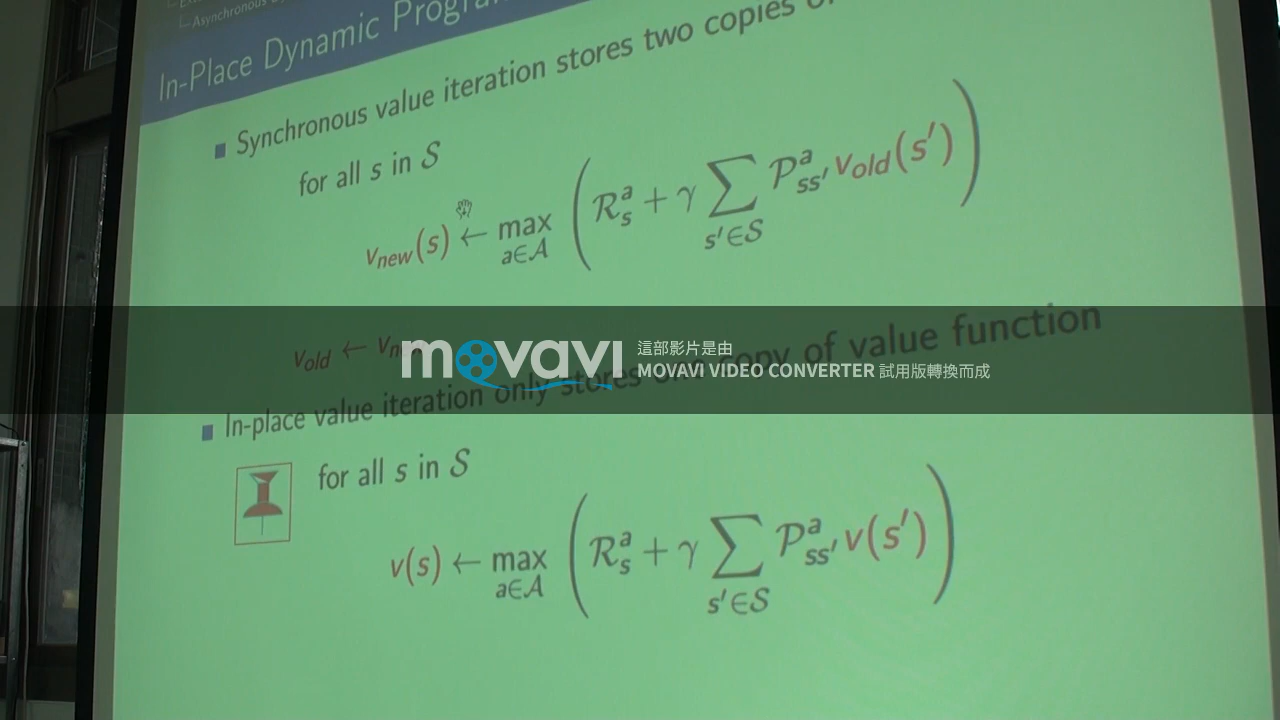 Asynchronous
In-Place Dynamic
Synchronous value iteration stores two copies
for all s in 𝒮
v_new(s) ← max_{a∈𝒜} (ℛ^a_s + γ ∑_{s'∈𝒮} 𝒫^a_{ss'} v_old(s'))
v_old ←
movavi
這部影片是由
MOVAVI VIDEO CONVERTER 試用版轉換而成
In-place value iteration only stores one copy of value function
for all s in 𝒮
v(s) ← max_{a∈𝒜} (ℛ^a_s + γ ∑_{s'∈𝒮} 𝒫^a_{ss'} v(s'))